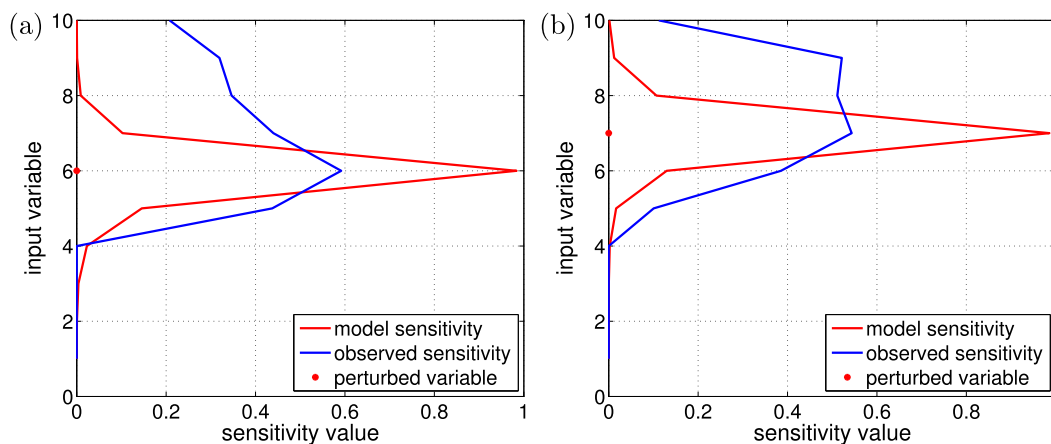 (a)
10
8
6
4
2
0
input variable
0 0.2 0.4 0.6 0.8 1
sensitivity value
model sensitivity
observed sensitivity
perturbed variable
(b)
10
8
6
4
2
0
input variable
0 0.2 0.4 0.6 0.8
sensitivity value
model sensitivity
observed sensitivity
perturbed variable